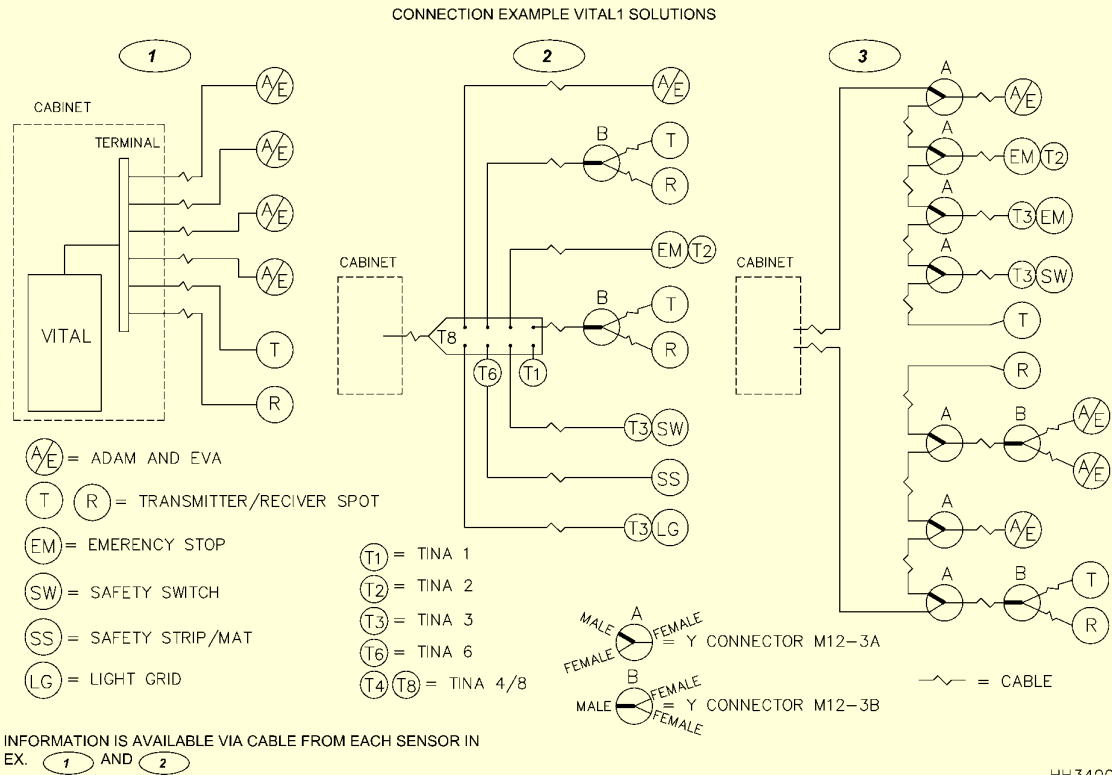 CONNECTION EXAMPLE VITAL1 SOLUTIONS
1
CABINET
TERMINAL
VITAL
A/E
A/E
A/E
A/E
T
R
2
CABINET
T8
A/E
B
T
R
EM T2
B
T
R
T6
T1
T3 SW
SS
T3 LG
3
CABINET
A
A/E
A
EM T2
A
T3 EM
A
T3 SW
T
R
A
B
A/E
A/E
A
A/E
A
B
T
R
A/E = ADAM AND EVA
T R = TRANSMITTER/RECIVER SPOT
EM = EMERENCY STOP
SW = SAFETY SWITCH
SS = SAFETY STRIP/MAT
LG = LIGHT GRID
T1 = TINA 1
T2 = TINA 2
T3 = TINA 3
T6 = TINA 6
T4 T8 = TINA 4/8
A
MALE
FEMALE
FEMALE
= Y CONNECTOR M12-3A
B
MALE
FEMALE
FEMALE
= Y CONNECTOR M12-3B
= CABLE
INFORMATION IS AVAILABLE VIA CABLE FROM EACH SENSOR IN
EX. 1 AND 2